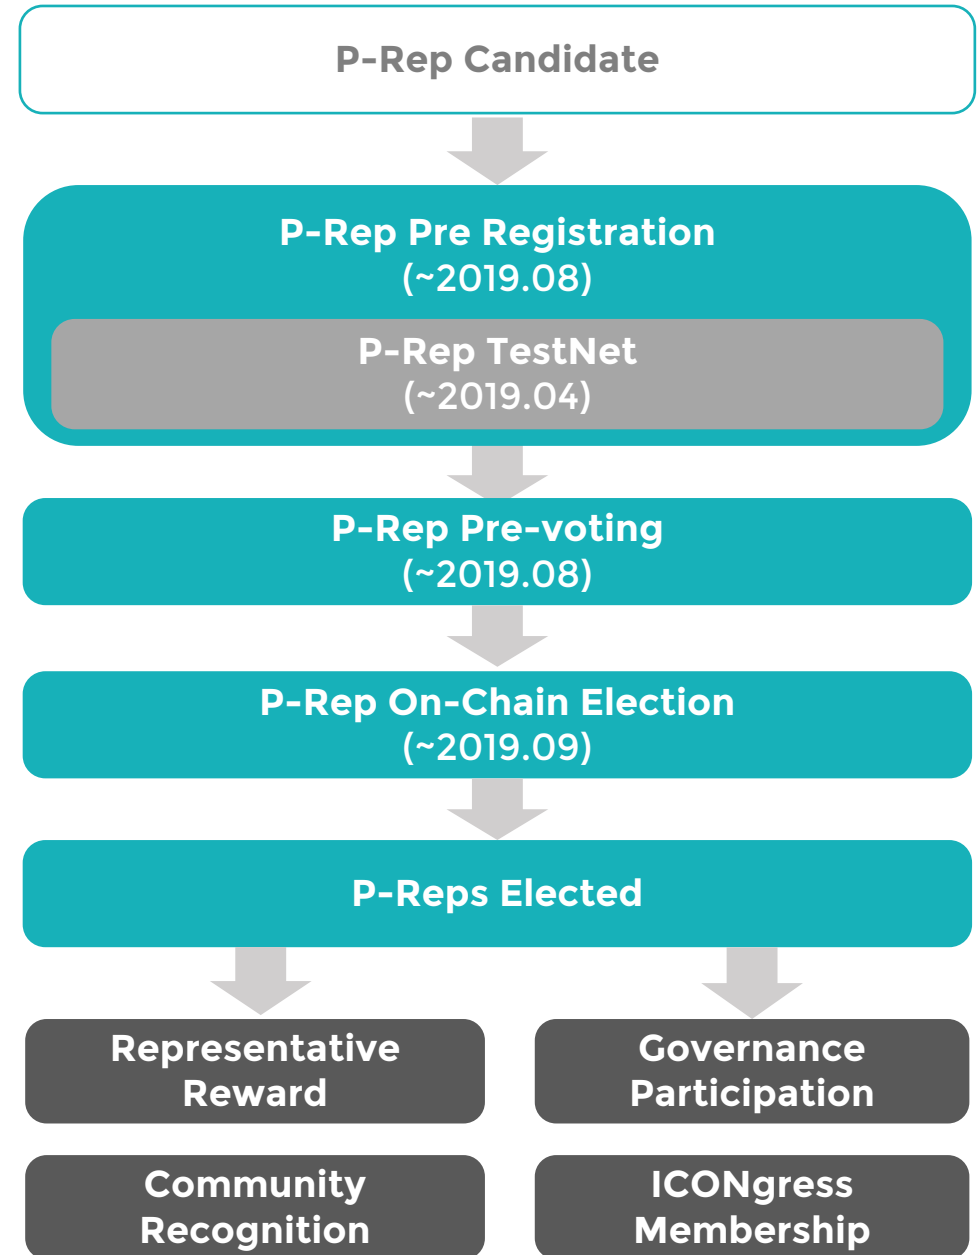 P-Rep Candidate
P-Rep Pre Registration
(~2019.08)
P-Rep TestNet
(~2019.04)
P-Rep Pre-voting
(~2019.08)
P-Rep On-Chain Election
(~2019.09)
P-Reps Elected
Representative
Reward
Governance
Participation
Community
Recognition
ICONgress
Membership